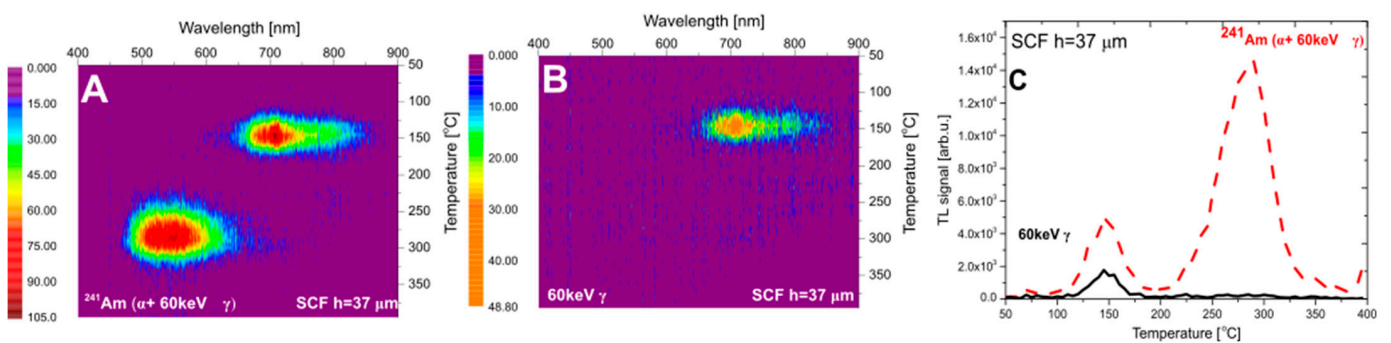 Wavelength [nm]
400 500 600 700 800 900
0.000
15.00
30.00
45.00
60.00
75.00
90.00
105.0
A
50
100
150
200
250
300
350
Temperature [°C]
²⁴¹Am (α+ 60keV γ)
SCF h=37 μm
Wavelength [nm]
400 500 600 700 800 900
0.000
10.00
20.00
30.00
40.00
48.80
B
50
100
150
200
250
300
350
Temperature [°C]
60keV γ
SCF h=37 μm
SCF h=37 μm
²⁴¹Am (α+ 60keV γ)
C
TL signal [arb.u.]
1.6x10⁴
1.4x10⁴
1.2x10⁴
1.0x10⁴
8.0x10³
6.0x10³
4.0x10³
2.0x10³
0.0
60keV γ
50 100 150 200 250 300 350 400
Temperature [°C]